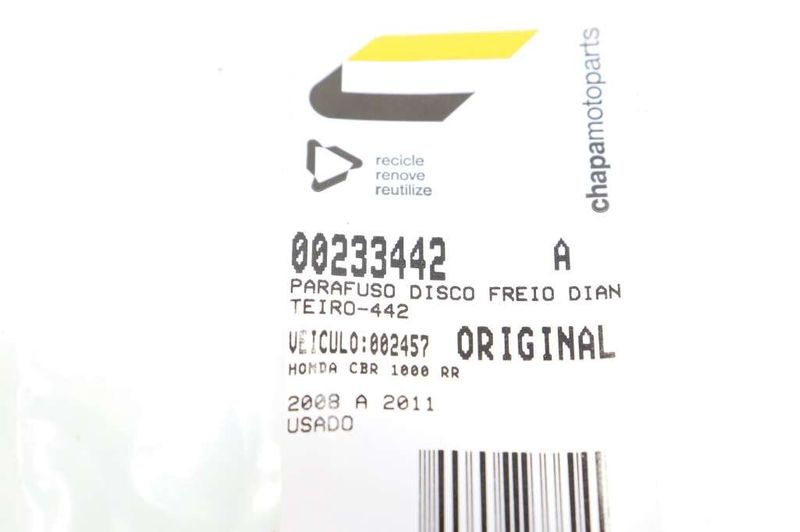 chapamotoparts
recicle
renove
reutilize
00233442 A
PARAFUSO DISCO FREIO DIAN
TEIRO-442
VEICULO:002457 ORIGINAL
HONDA CBR 1000 RR
2008 A 2011
USADO